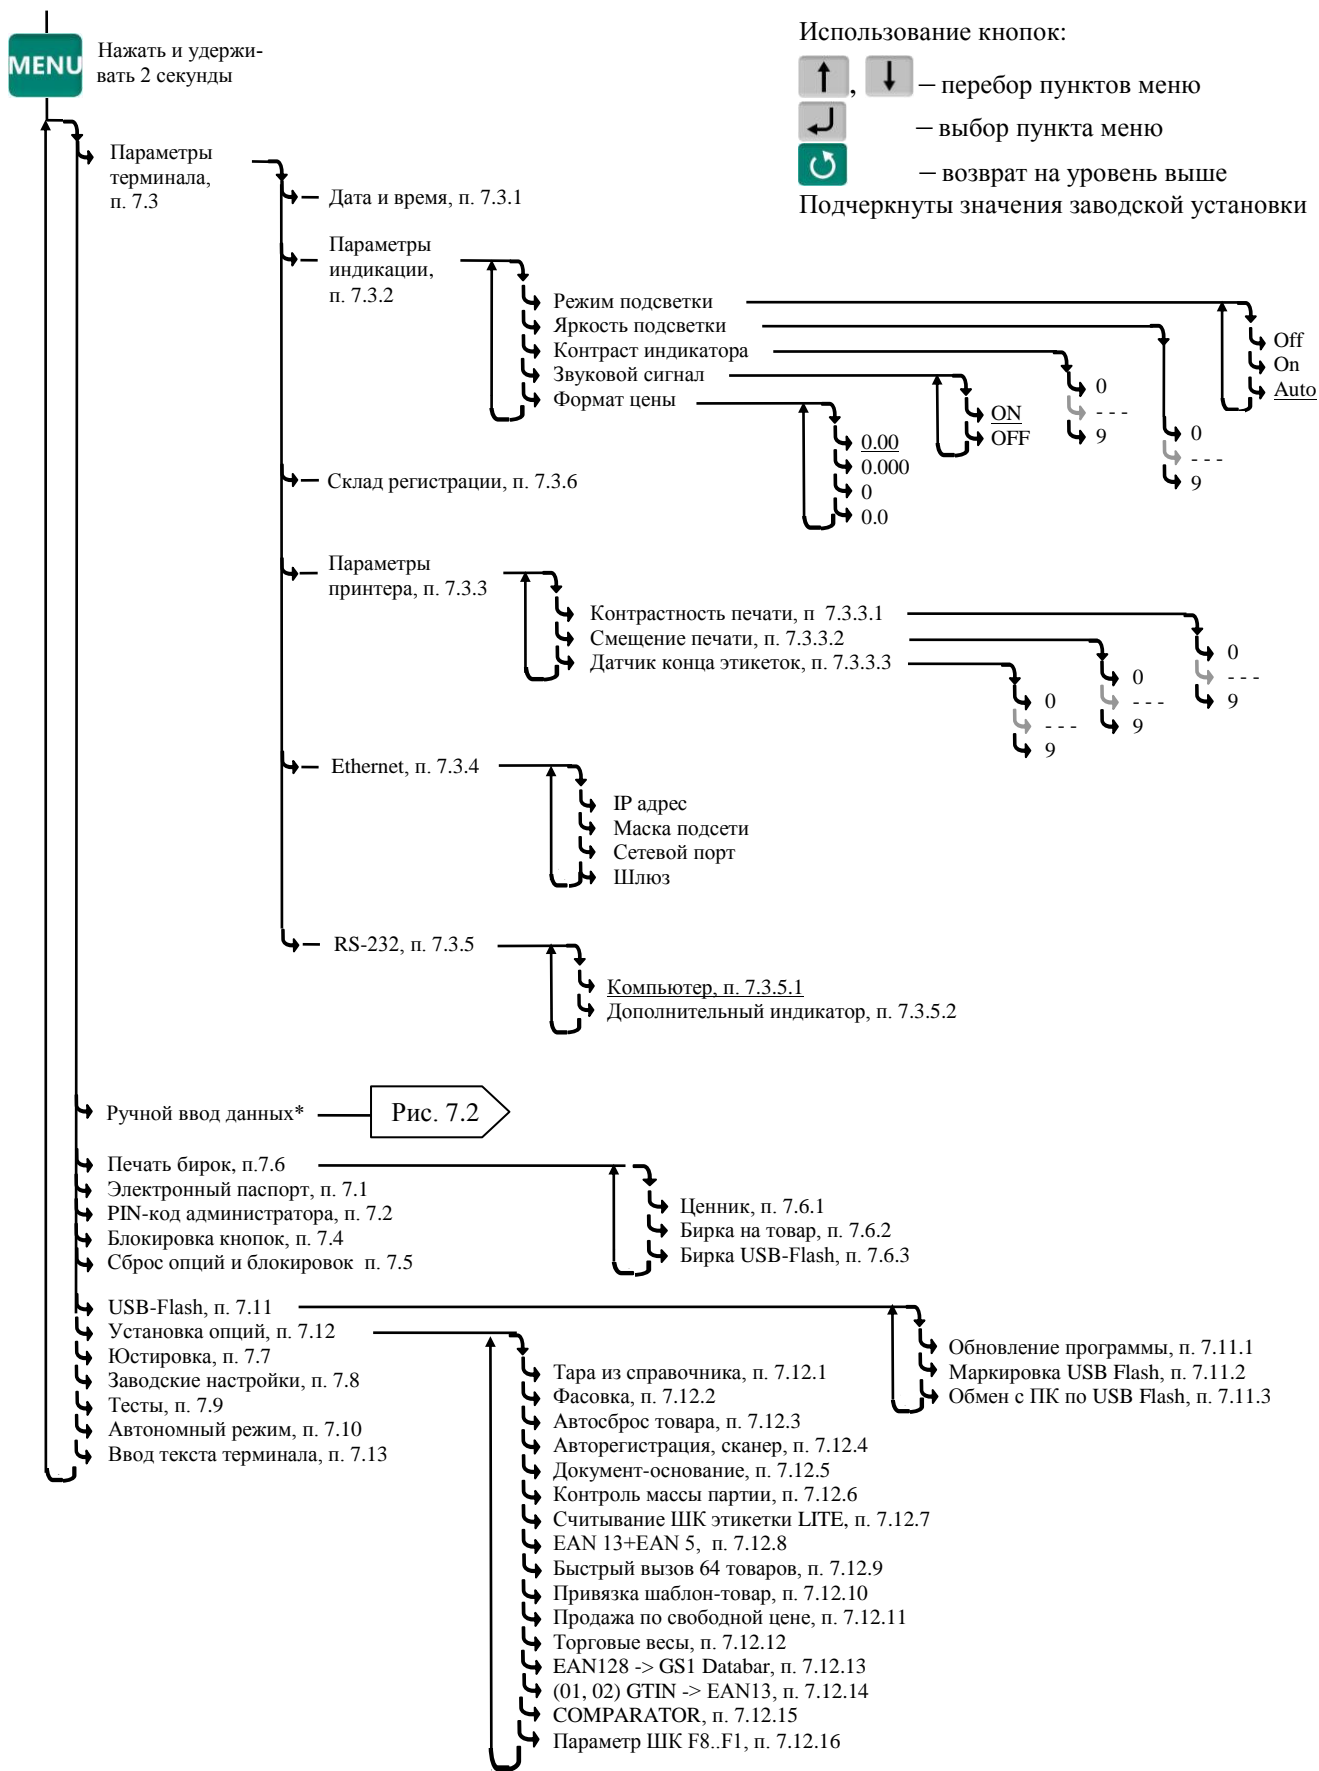 MENU
Нажать и удержи-
вать 2 секунды
Использование кнопок:
, – перебор пунктов меню
– выбор пункта меню
– возврат на уровень выше
Подчеркнуты значения заводской установки
Параметры
терминала,
п. 7.3
Дата и время, п. 7.3.1
Параметры
индикации,
п. 7.3.2
Режим подсветки
Яркость подсветки
Контраст индикатора
Звуковой сигнал
Формат цены
Off
On
Auto
0
- - -
9
0
- - -
9
ON
OFF
0.00
0.000
0
0.0
Склад регистрации, п. 7.3.6
Параметры
принтера, п. 7.3.3
Контрастность печати, п 7.3.3.1
Смещение печати, п. 7.3.3.2
Датчик конца этикеток, п. 7.3.3.3
0
- - -
9
0
- - -
9
0
- - -
9
Ethernet, п. 7.3.4
IP адрес
Маска подсети
Сетевой порт
Шлюз
RS-232, п. 7.3.5
Компьютер, п. 7.3.5.1
Дополнительный индикатор, п. 7.3.5.2
Ручной ввод данных*
Рис. 7.2
Печать бирок, п.7.6
Электронный паспорт, п. 7.1
PIN-код администратора, п. 7.2
Блокировка кнопок, п. 7.4
Сброс опций и блокировок п. 7.5
Ценник, п. 7.6.1
Бирка на товар, п. 7.6.2
Бирка USB-Flash, п. 7.6.3
USB-Flash, п. 7.11
Установка опций, п. 7.12
Юстировка, п. 7.7
Заводские настройки, п. 7.8
Тесты, п. 7.9
Автономный режим, п. 7.10
Ввод текста терминала, п. 7.13
Обновление программы, п. 7.11.1
Маркировка USB Flash, п. 7.11.2
Обмен с ПК по USB Flash, п. 7.11.3
Тара из справочника, п. 7.12.1
Фасовка, п. 7.12.2
Автосброс товара, п. 7.12.3
Авторегистрация, сканер, п. 7.12.4
Документ-основание, п. 7.12.5
Контроль массы партии, п. 7.12.6
Считывание ШК этикетки LITE, п. 7.12.7
EAN 13+EAN 5, п. 7.12.8
Быстрый вызов 64 товаров, п. 7.12.9
Привязка шаблон-товар, п. 7.12.10
Продажа по свободной цене, п. 7.12.11
Торговые весы, п. 7.12.12
EAN128 -> GS1 Databar, п. 7.12.13
(01, 02) GTIN -> EAN13, п. 7.12.14
COMPARATOR, п. 7.12.15
Параметр ШК F8..F1, п. 7.12.16